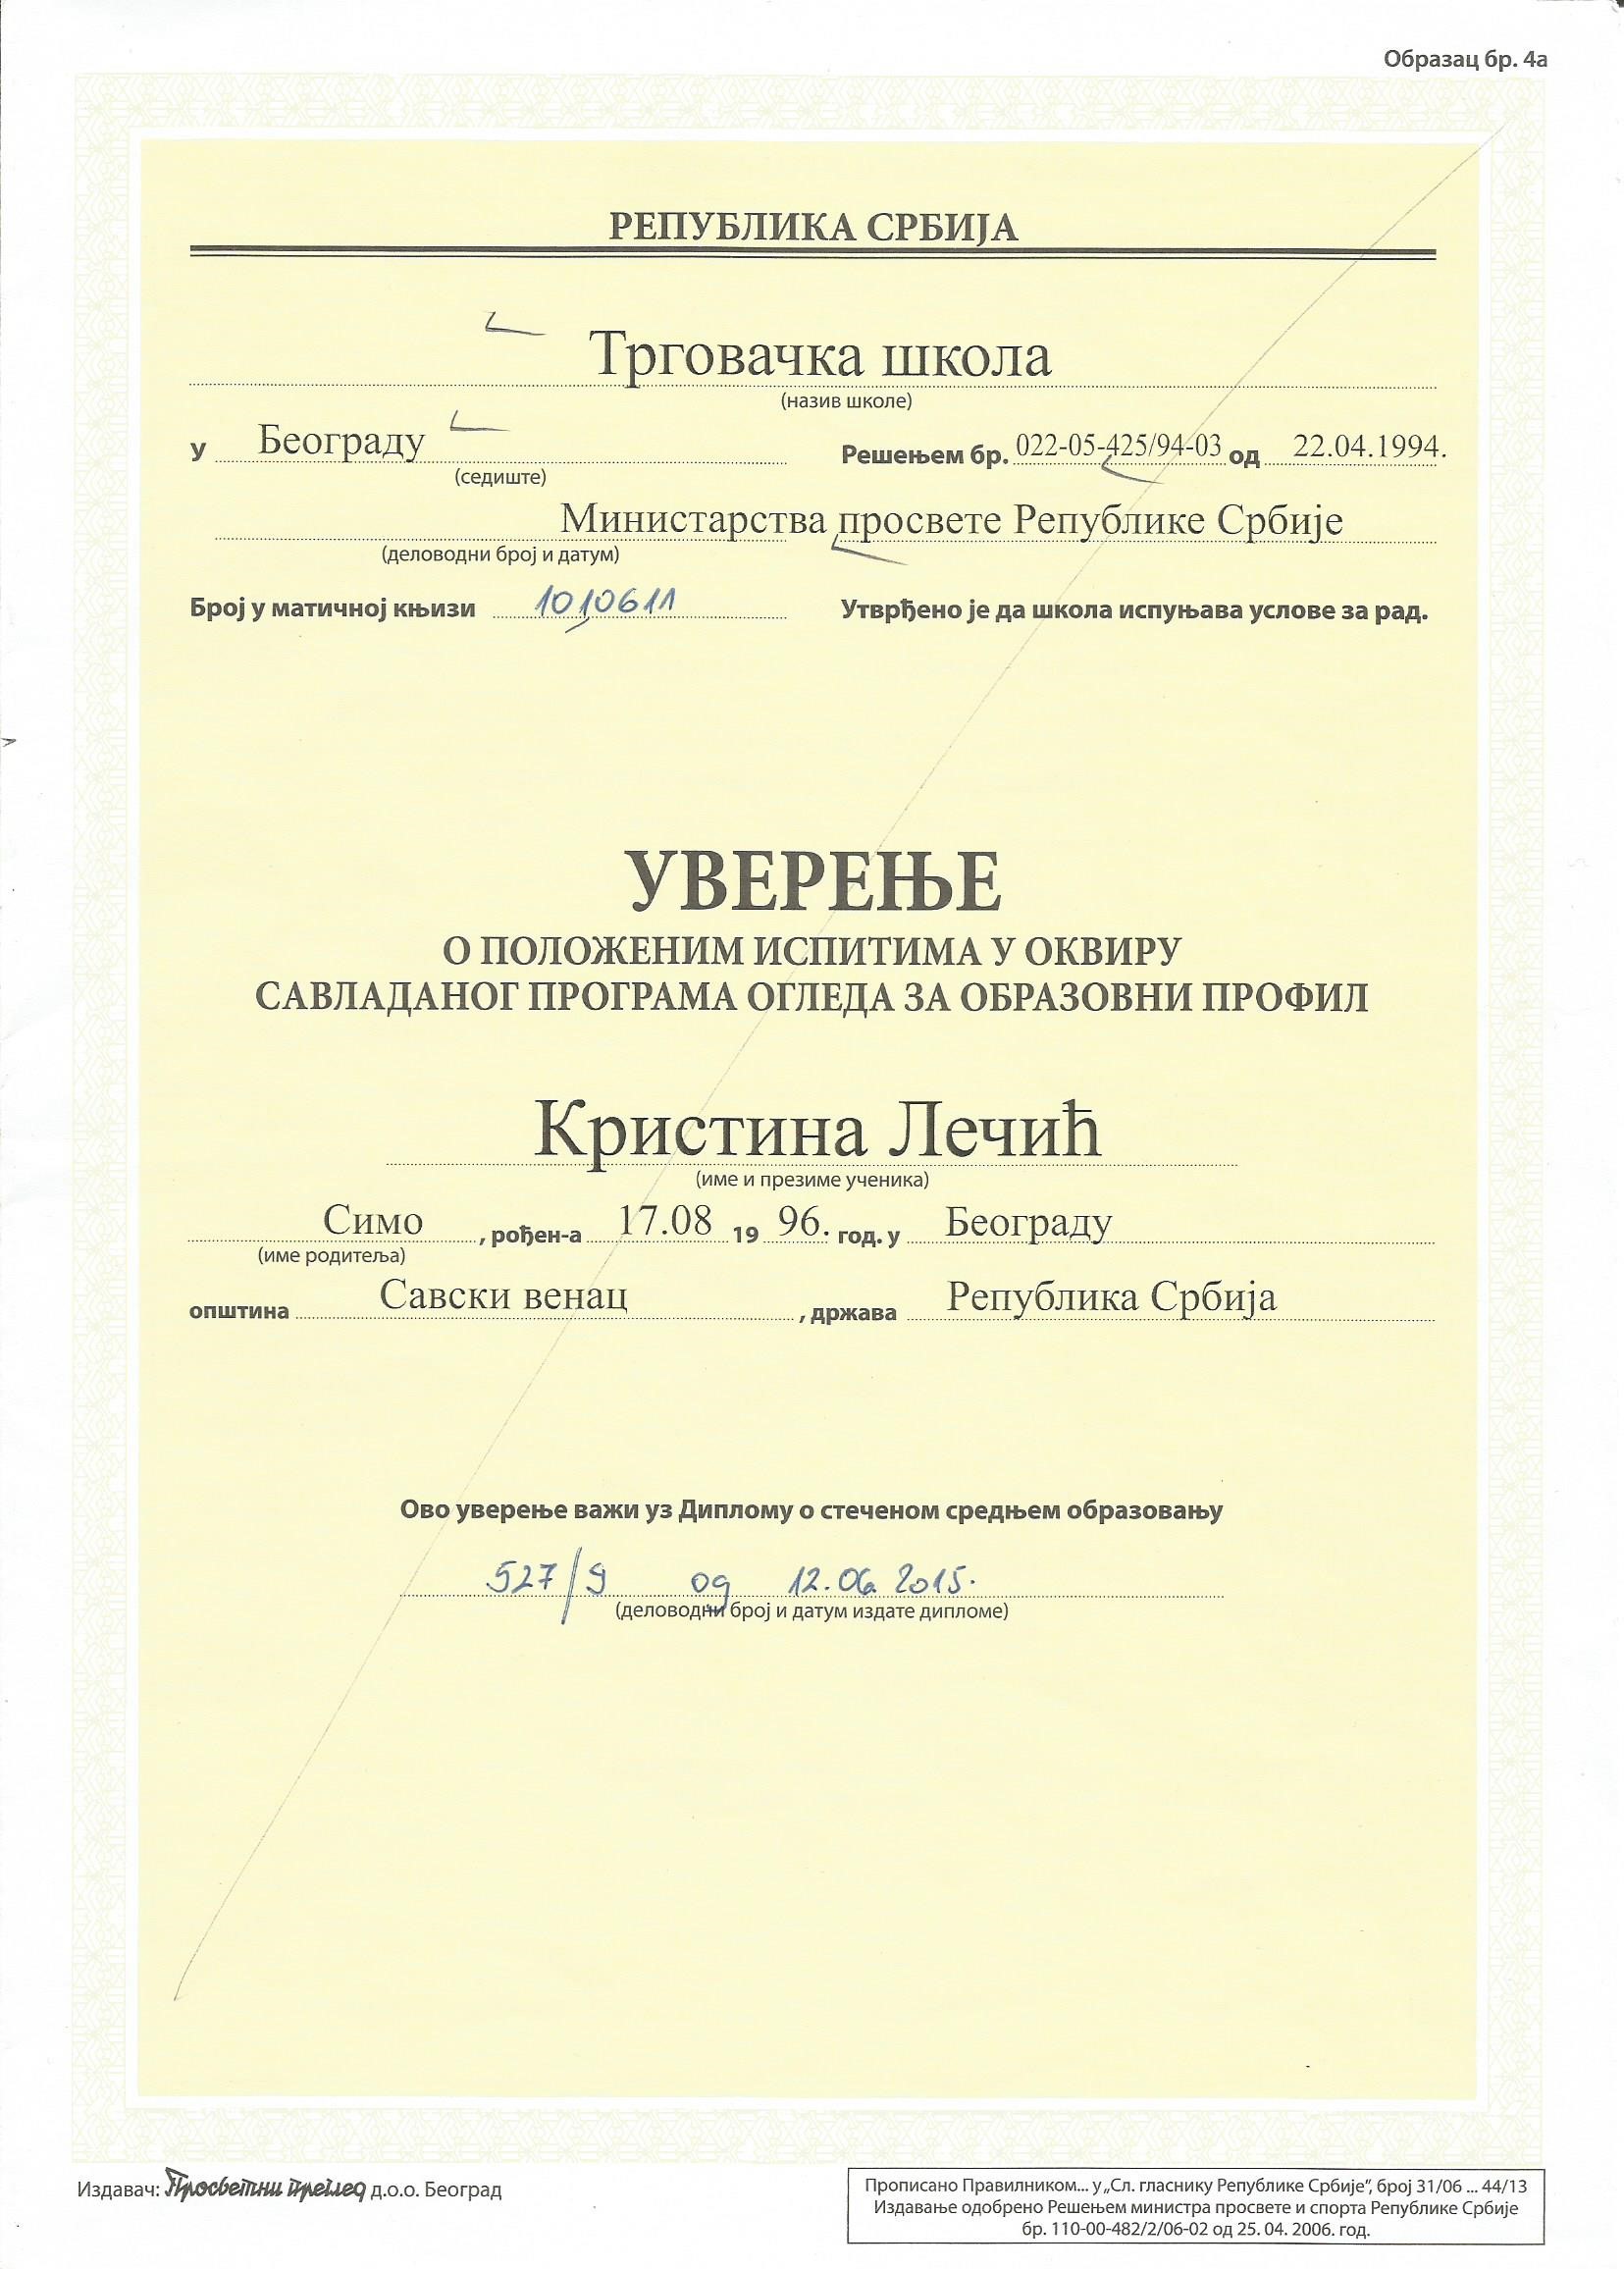 Образац бр. 4а
РЕПУБЛИКА СРБИЈА
Трговачка школа
(назив школе)
у Београду Решењем бр. 022-05-425/94-03 од 22.04.1994.
(седиште)
Министарства просвете Републике Србије
(деловодни број и датум)
Број у матичној књизи 1010611 Утврђено је да школа испуњава услове за рад.
УВЕРЕЊЕ
О ПОЛОЖЕНИМ ИСПИТИМА У ОКВИРУ
САВЛАДАНОГ ПРОГРАМА ОГЛЕДА ЗА ОБРАЗОВНИ ПРОФИЛ
Кристина Лечић
(име и презиме ученика)
Симо , рођен-а 17.08 19 96. год. у Београду
(име родитеља)
општина Савски венац , држава Република Србија
Ово уверење важи уз Диплому о стеченом средњем образовању
527/9 од 12.06. 2015.
(деловодни број и датум издате дипломе)
Издавач: Просветни преглед д.о.о. Београд
Прописано Правилником... у „Сл. гласнику Републике Србије”, број 31/06 ... 44/13
Издавање одобрено Решењем министра просвете и спорта Републике Србије
бр. 110-00-482/2/06-02 од 25. 04. 2006. год.